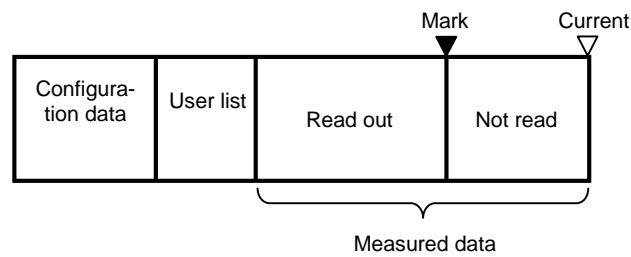 Mark
Current
Configura-
tion data
User list
Read out
Not read
Measured data